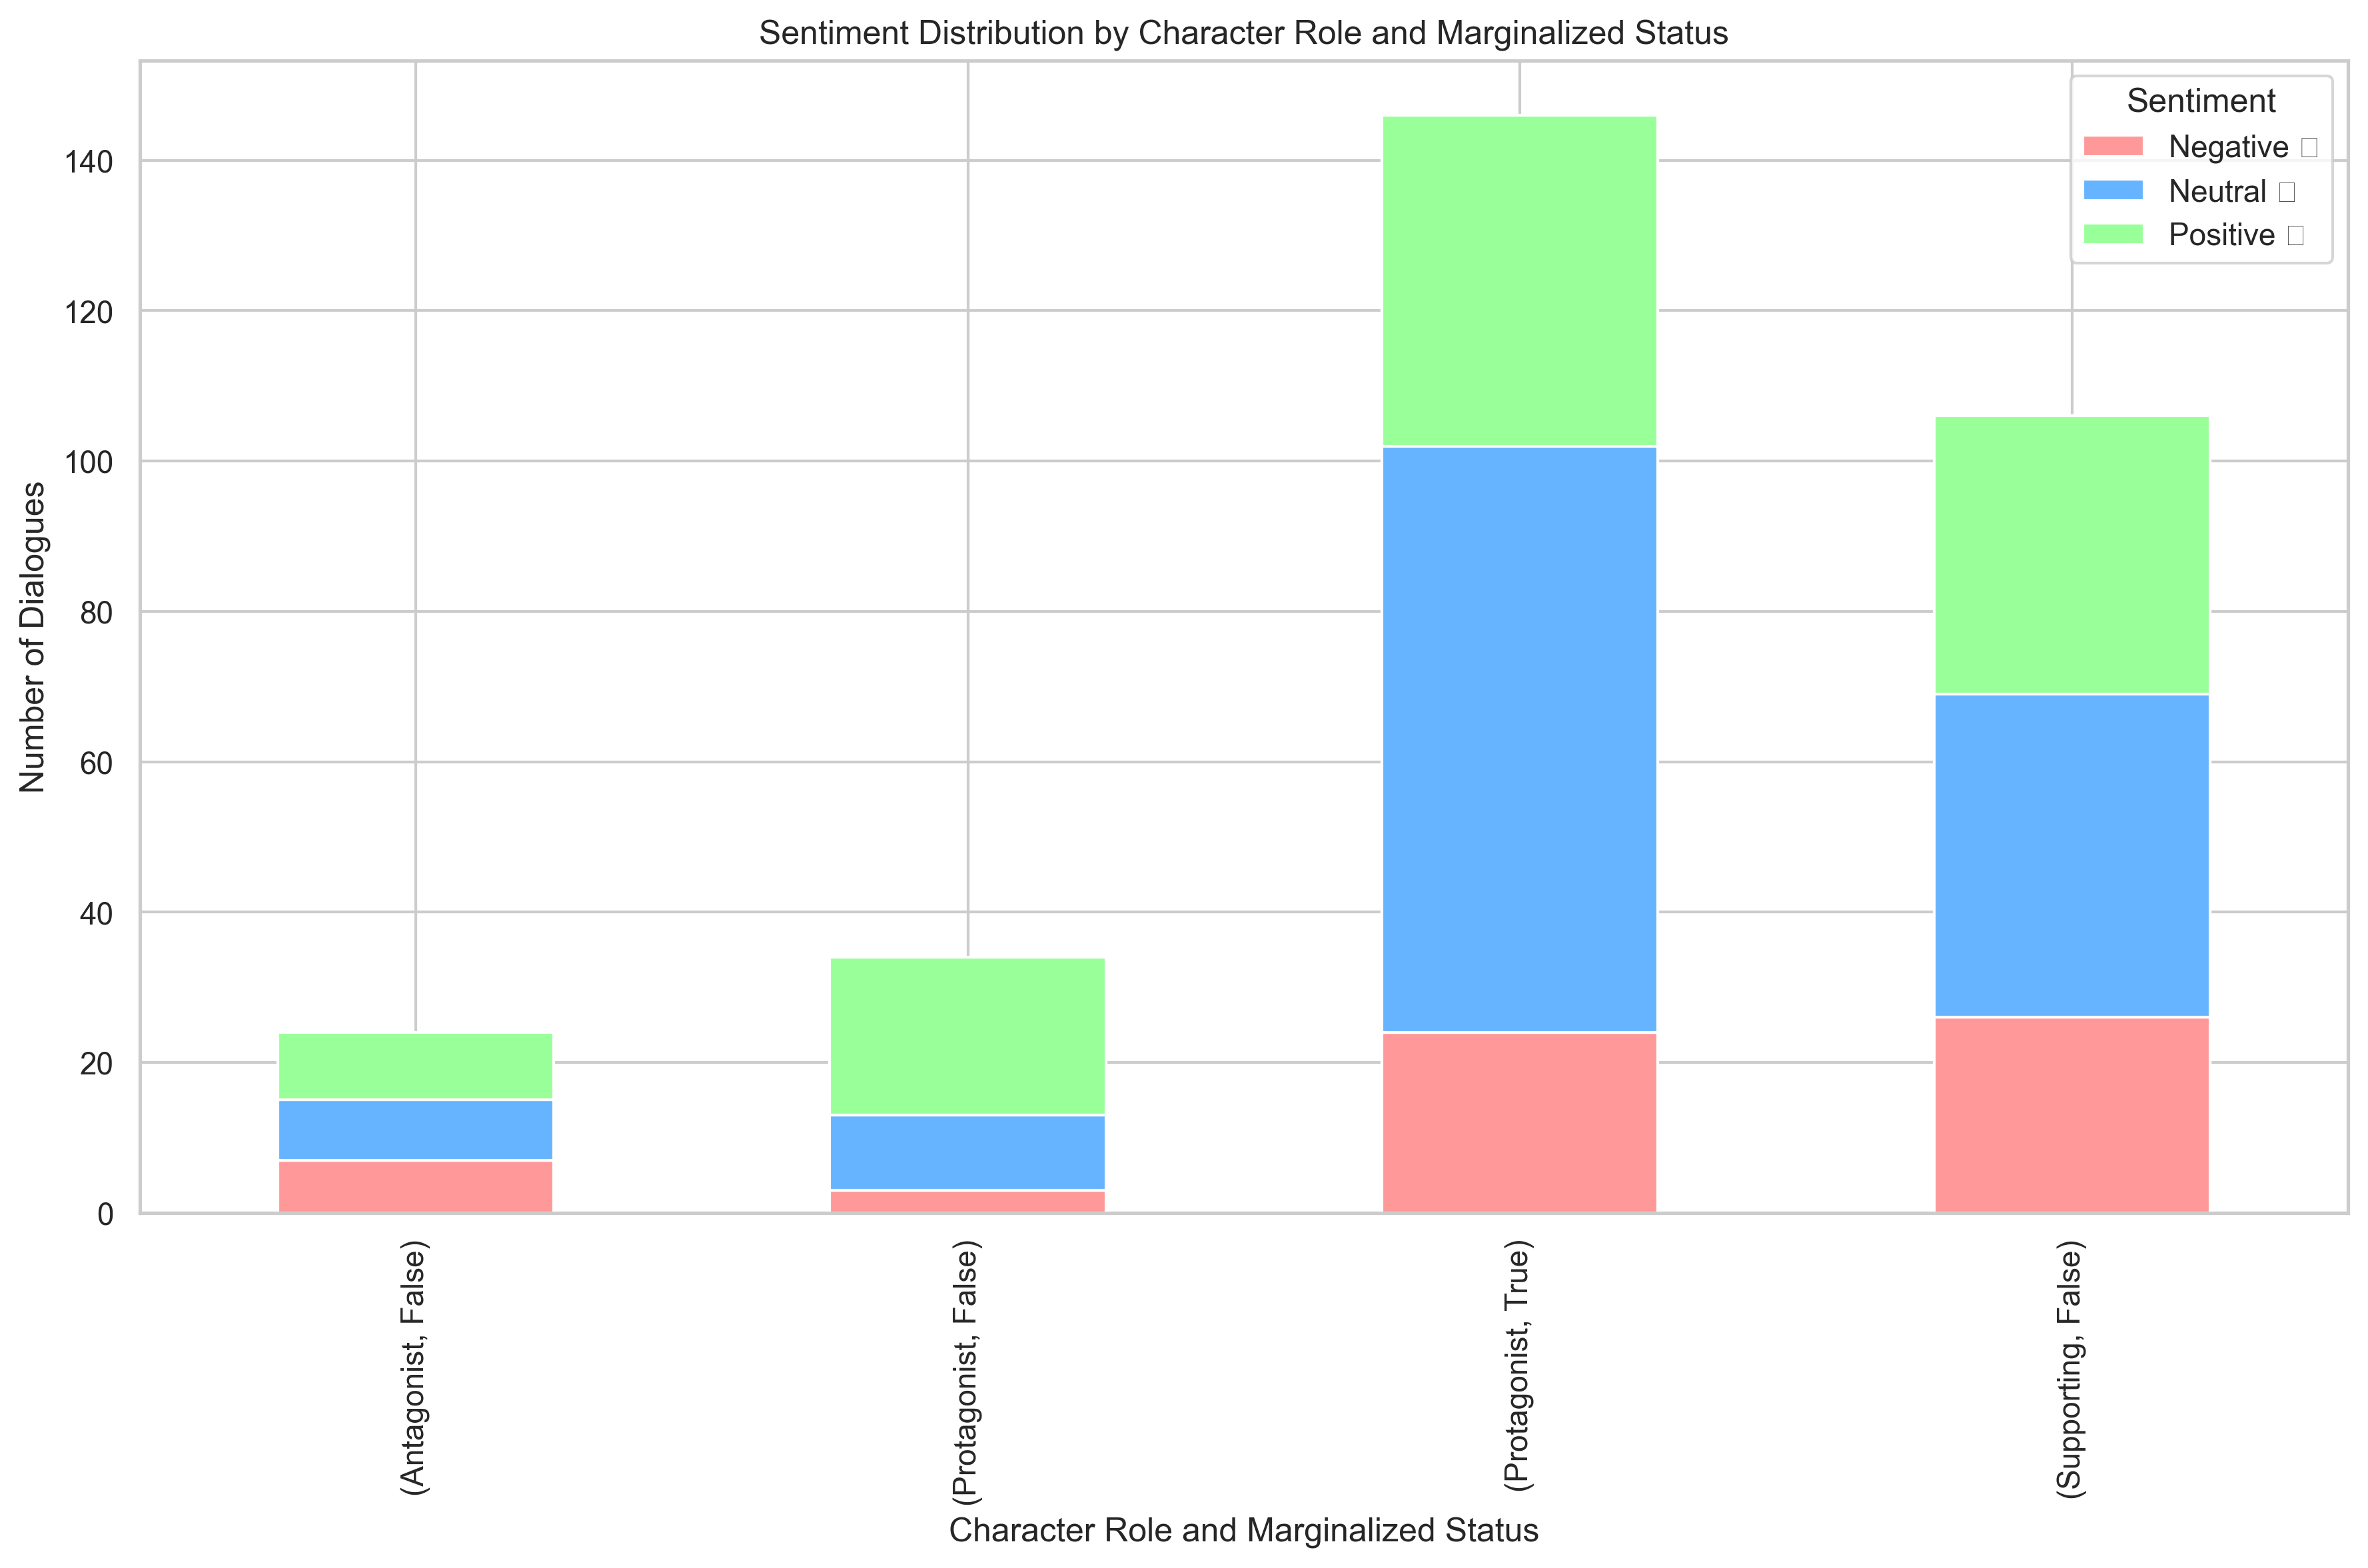 Sentiment Distribution by Character Role and Marginalized Status
Sentiment
Negative
Neutral
Positive
Number of Dialogues
140
120
100
80
60
40
20
0
(Antagonist, False)
(Protagonist, False)
(Protagonist, True)
(Supporting, False)
Character Role and Marginalized Status